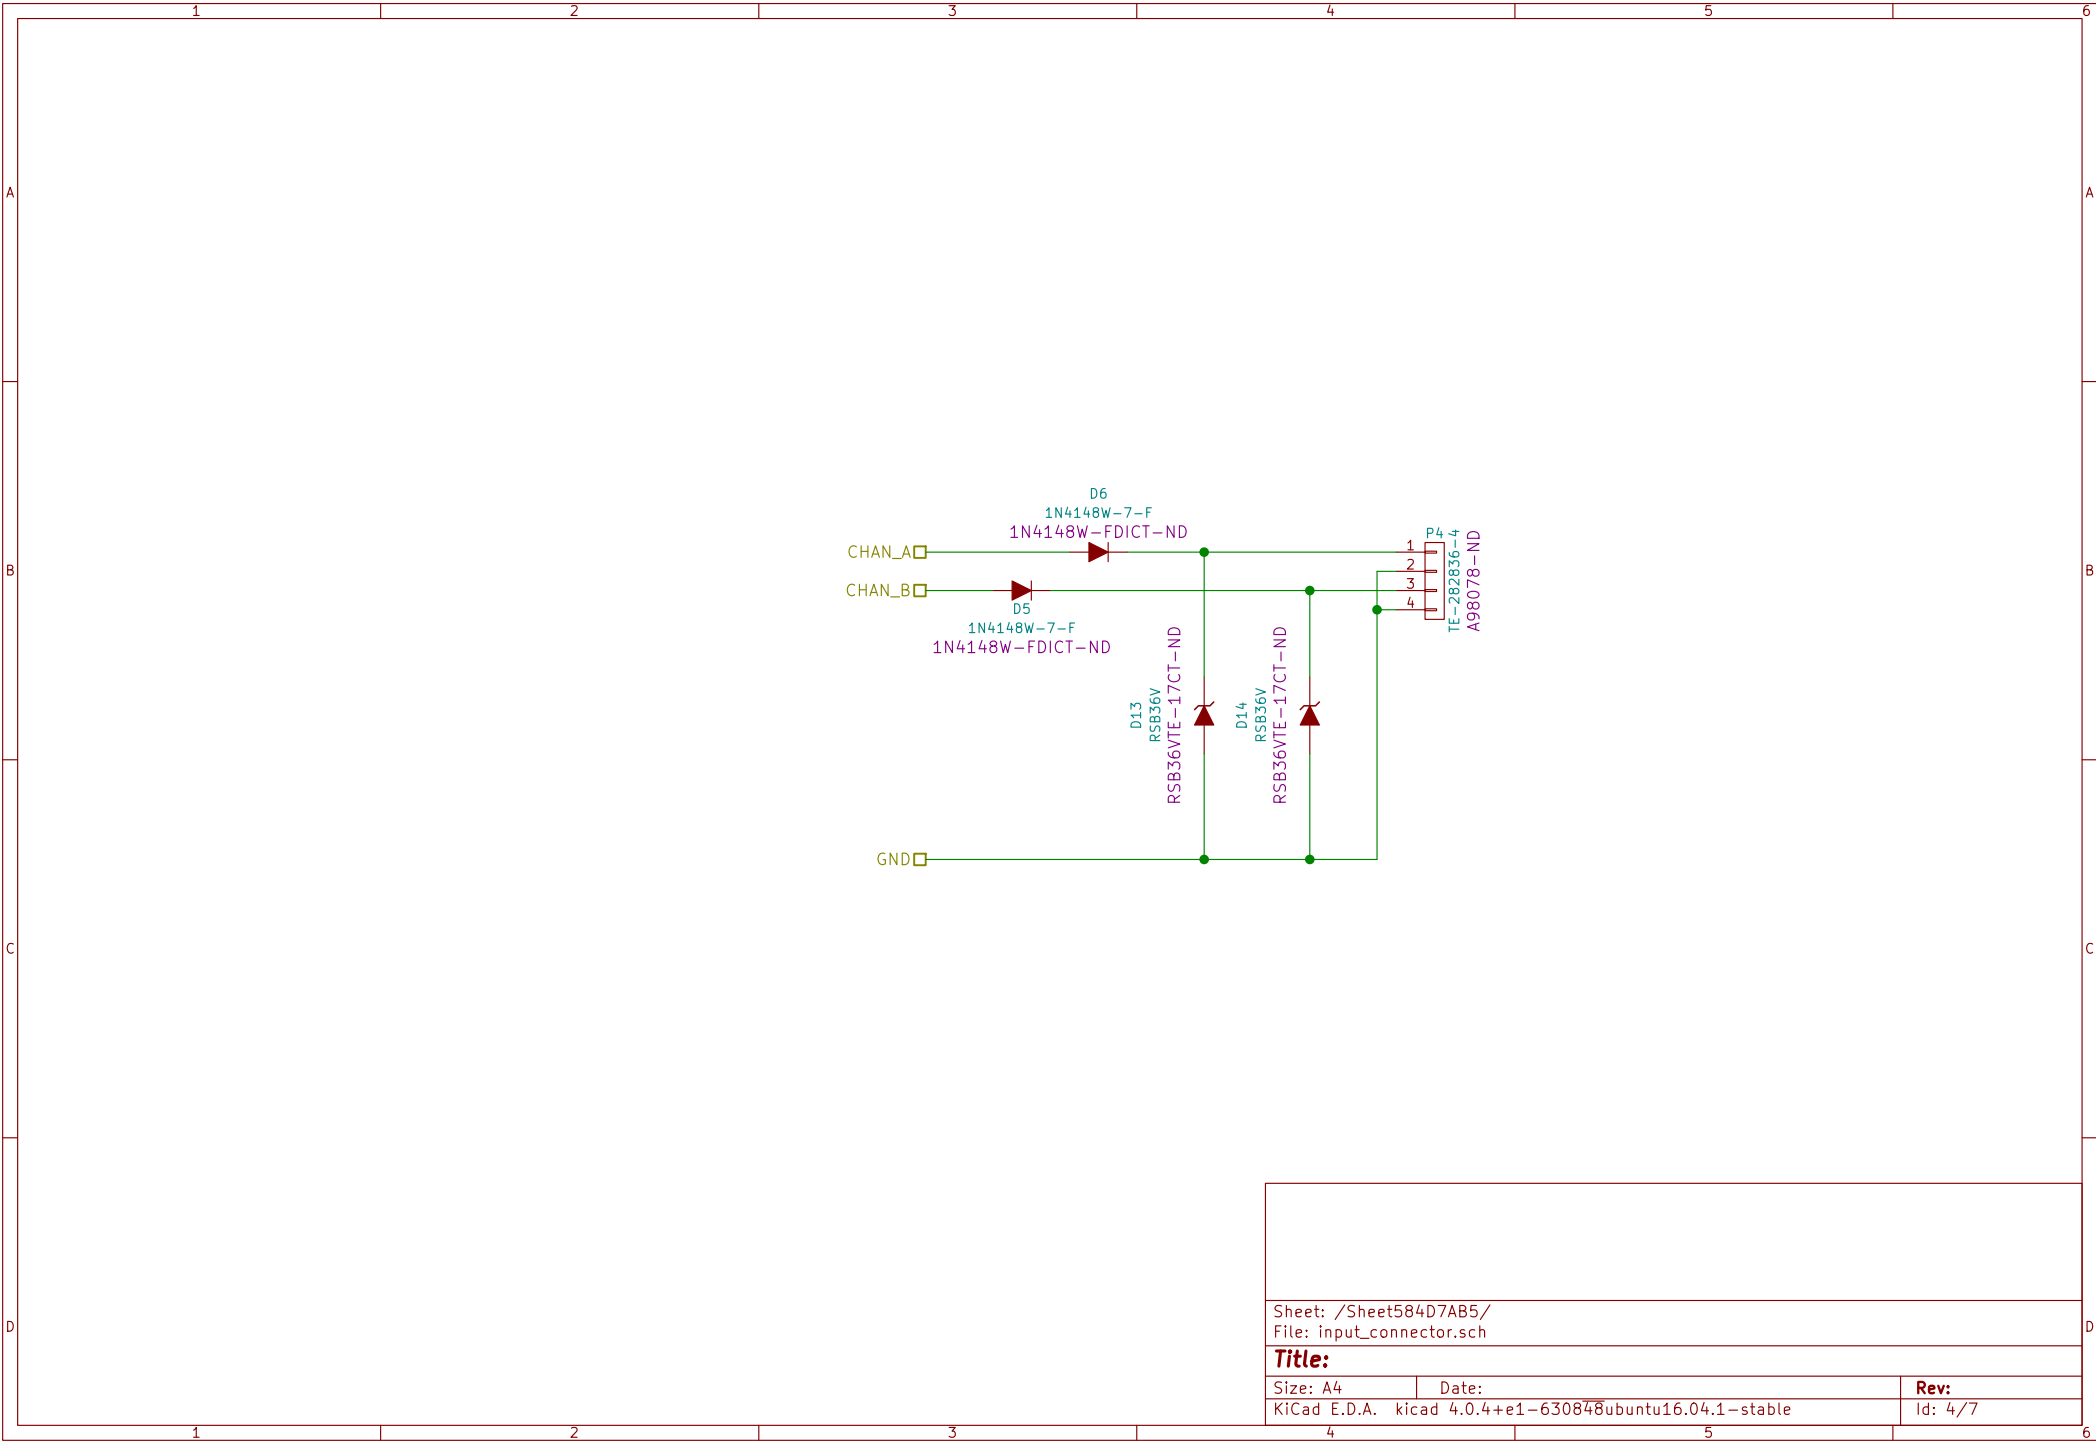 1 2 3 4 5 6
A A
D6
1N4148W-7-F
1N4148W-FDICT-ND
CHAN_A
P4
1
2
3
4
TE-282836-4
A98078-ND
B B
CHAN_B
D5
1N4148W-7-F
1N4148W-FDICT-ND
D13
RSB36V
RSB36VTE-17CT-ND
D14
RSB36V
RSB36VTE-17CT-ND
GND
C C
D D
Sheet: /Sheet584D7AB5/
File: input_connector.sch
Title:
Size: A4 Date: Rev:
KiCad E.D.A. kicad 4.0.4+e1-630848ubuntu16.04.1-stable Id: 4/7
1 2 3 4 5 6